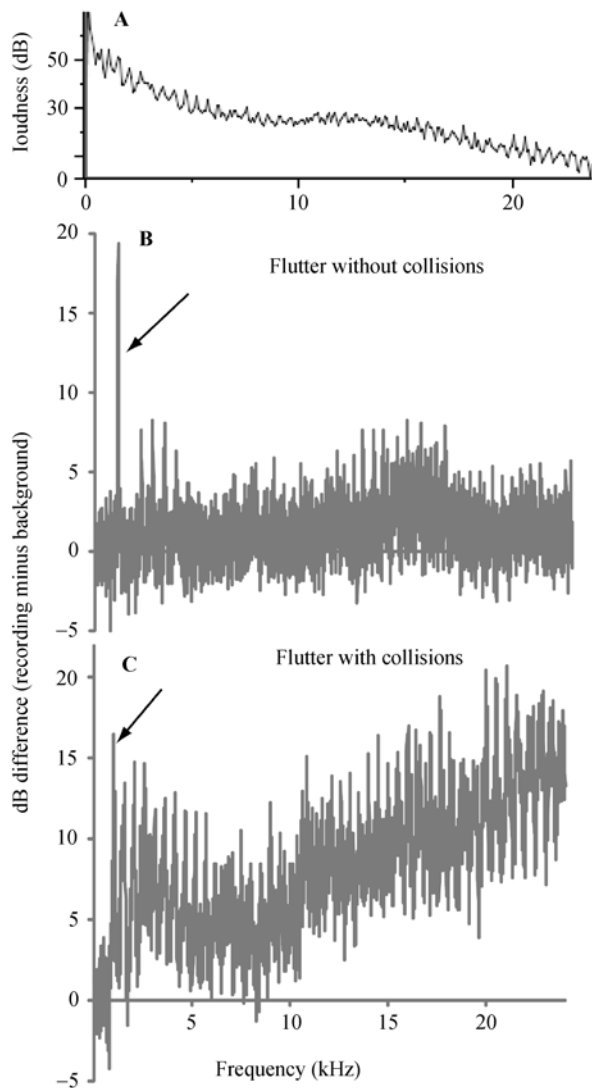 A
loudness (dB)
50
30
0
0
10
20
B
Flutter without collisions
20
15
10
5
0
−5
dB difference (recording minus background)
C
Flutter with collisions
20
15
10
5
0
−5
5
10
15
20
Frequency (kHz)